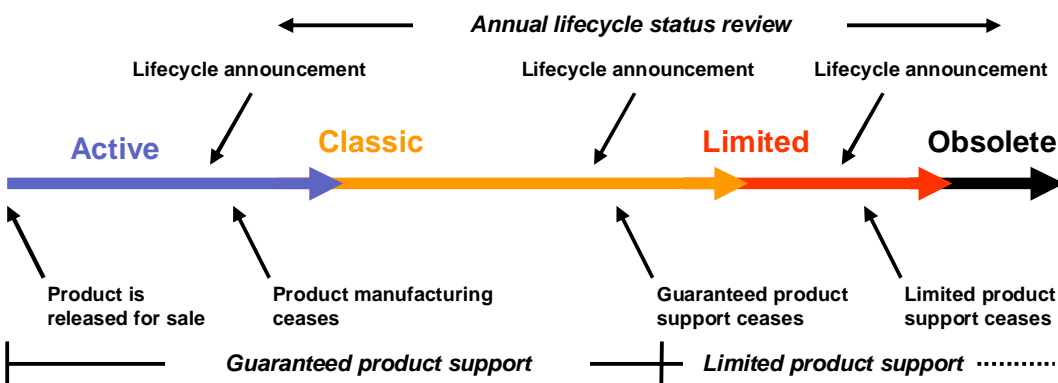 Annual lifecycle status review
Lifecycle announcement
Lifecycle announcement
Lifecycle announcement
Active
Classic
Limited
Obsolete
Product is
released for sale
Product manufacturing
ceases
Guaranteed product
support ceases
Limited product
support ceases
Guaranteed product support
Limited product support